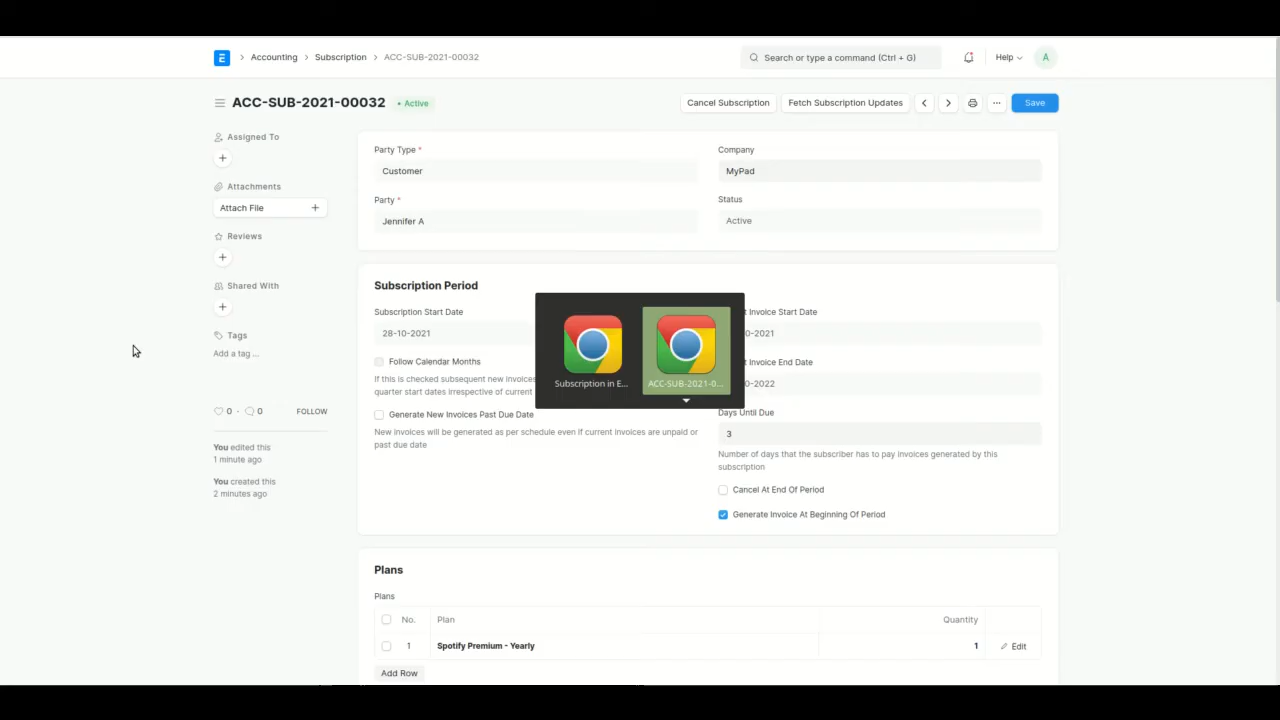 Accounting > Subscription > ACC-SUB-2021-00032
Search or type a command (Ctrl + G)
Help
A
ACC-SUB-2021-00032
Active
Cancel Subscription
Fetch Subscription Updates
Save
Assigned To
Attachments
Attach File
Reviews
Shared With
Tags
Add a tag ...
0 · 0 FOLLOW
You edited this
1 minute ago
You created this
2 minutes ago
Party Type *
Customer
Company
MyPad
Party *
Jennifer A
Status
Active
Subscription Period
Subscription Start Date
28-10-2021
Follow Calendar Months
If this is checked subsequent new invoices
quarter start dates irrespective of current
Generate New Invoices Past Due Date
New invoices will be generated as per schedule even if current invoices are unpaid or
past due date
Subscription in E...
ACC-SUB-2021-0...
Invoice Start Date
-2021
Invoice End Date
-2022
Days Until Due
3
Number of days that the subscriber has to pay invoices generated by this
subscription
Cancel At End Of Period
Generate Invoice At Beginning Of Period
Plans
Plans
No. Plan Quantity
1 Spotify Premium - Yearly 1 Edit
Add Row